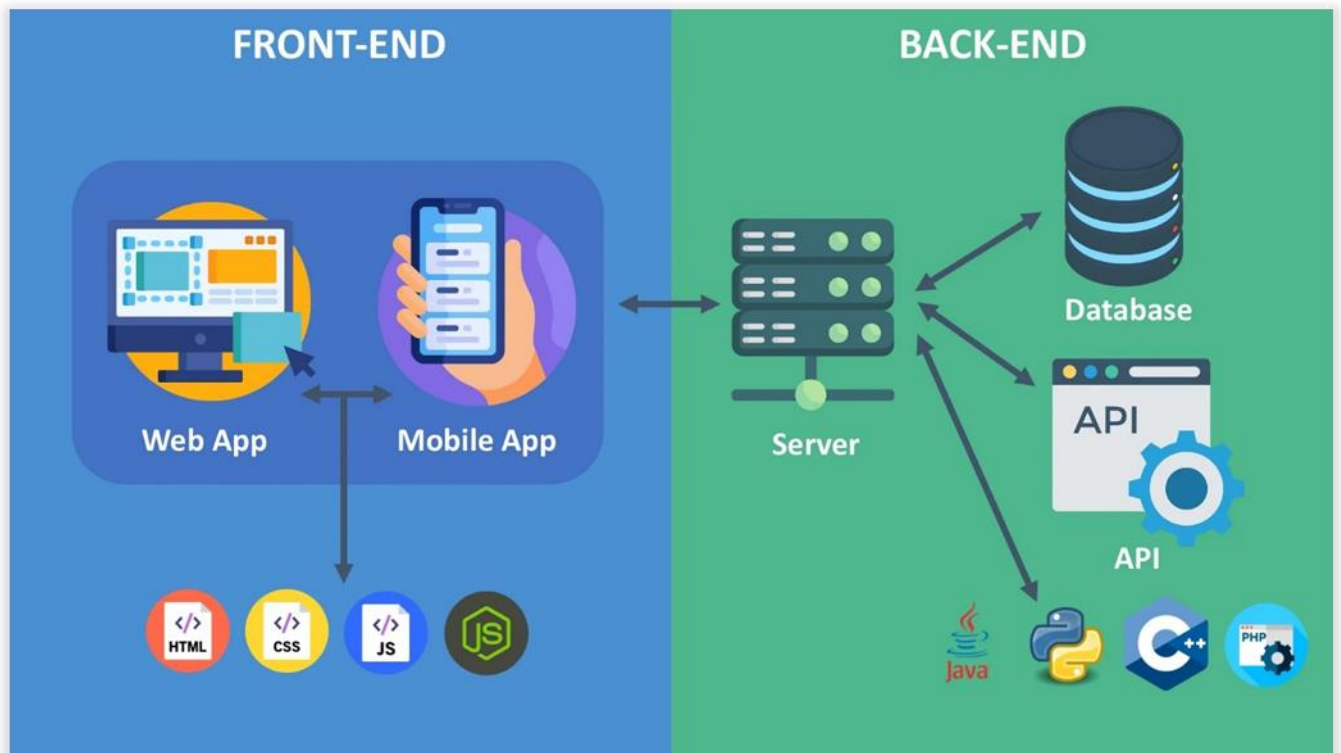 FRONT-END
Web App
Mobile App
</>
HTML
</>
CSS
</>
JS
JS
BACK-END
Server
Database
API
API
Java
C++
PHP